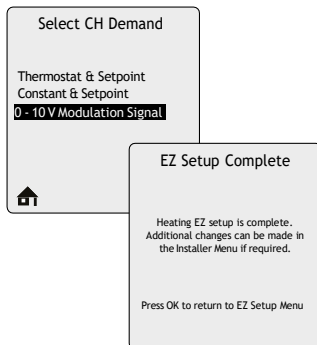 Select CH Demand
Thermostat & Setpoint
Constant & Setpoint
0 - 10 V Modulation Signal
EZ Setup Complete
Heating EZ setup is complete.
Additional changes can be made in
the Installer Menu if required.
Press OK to return to EZ Setup Menu